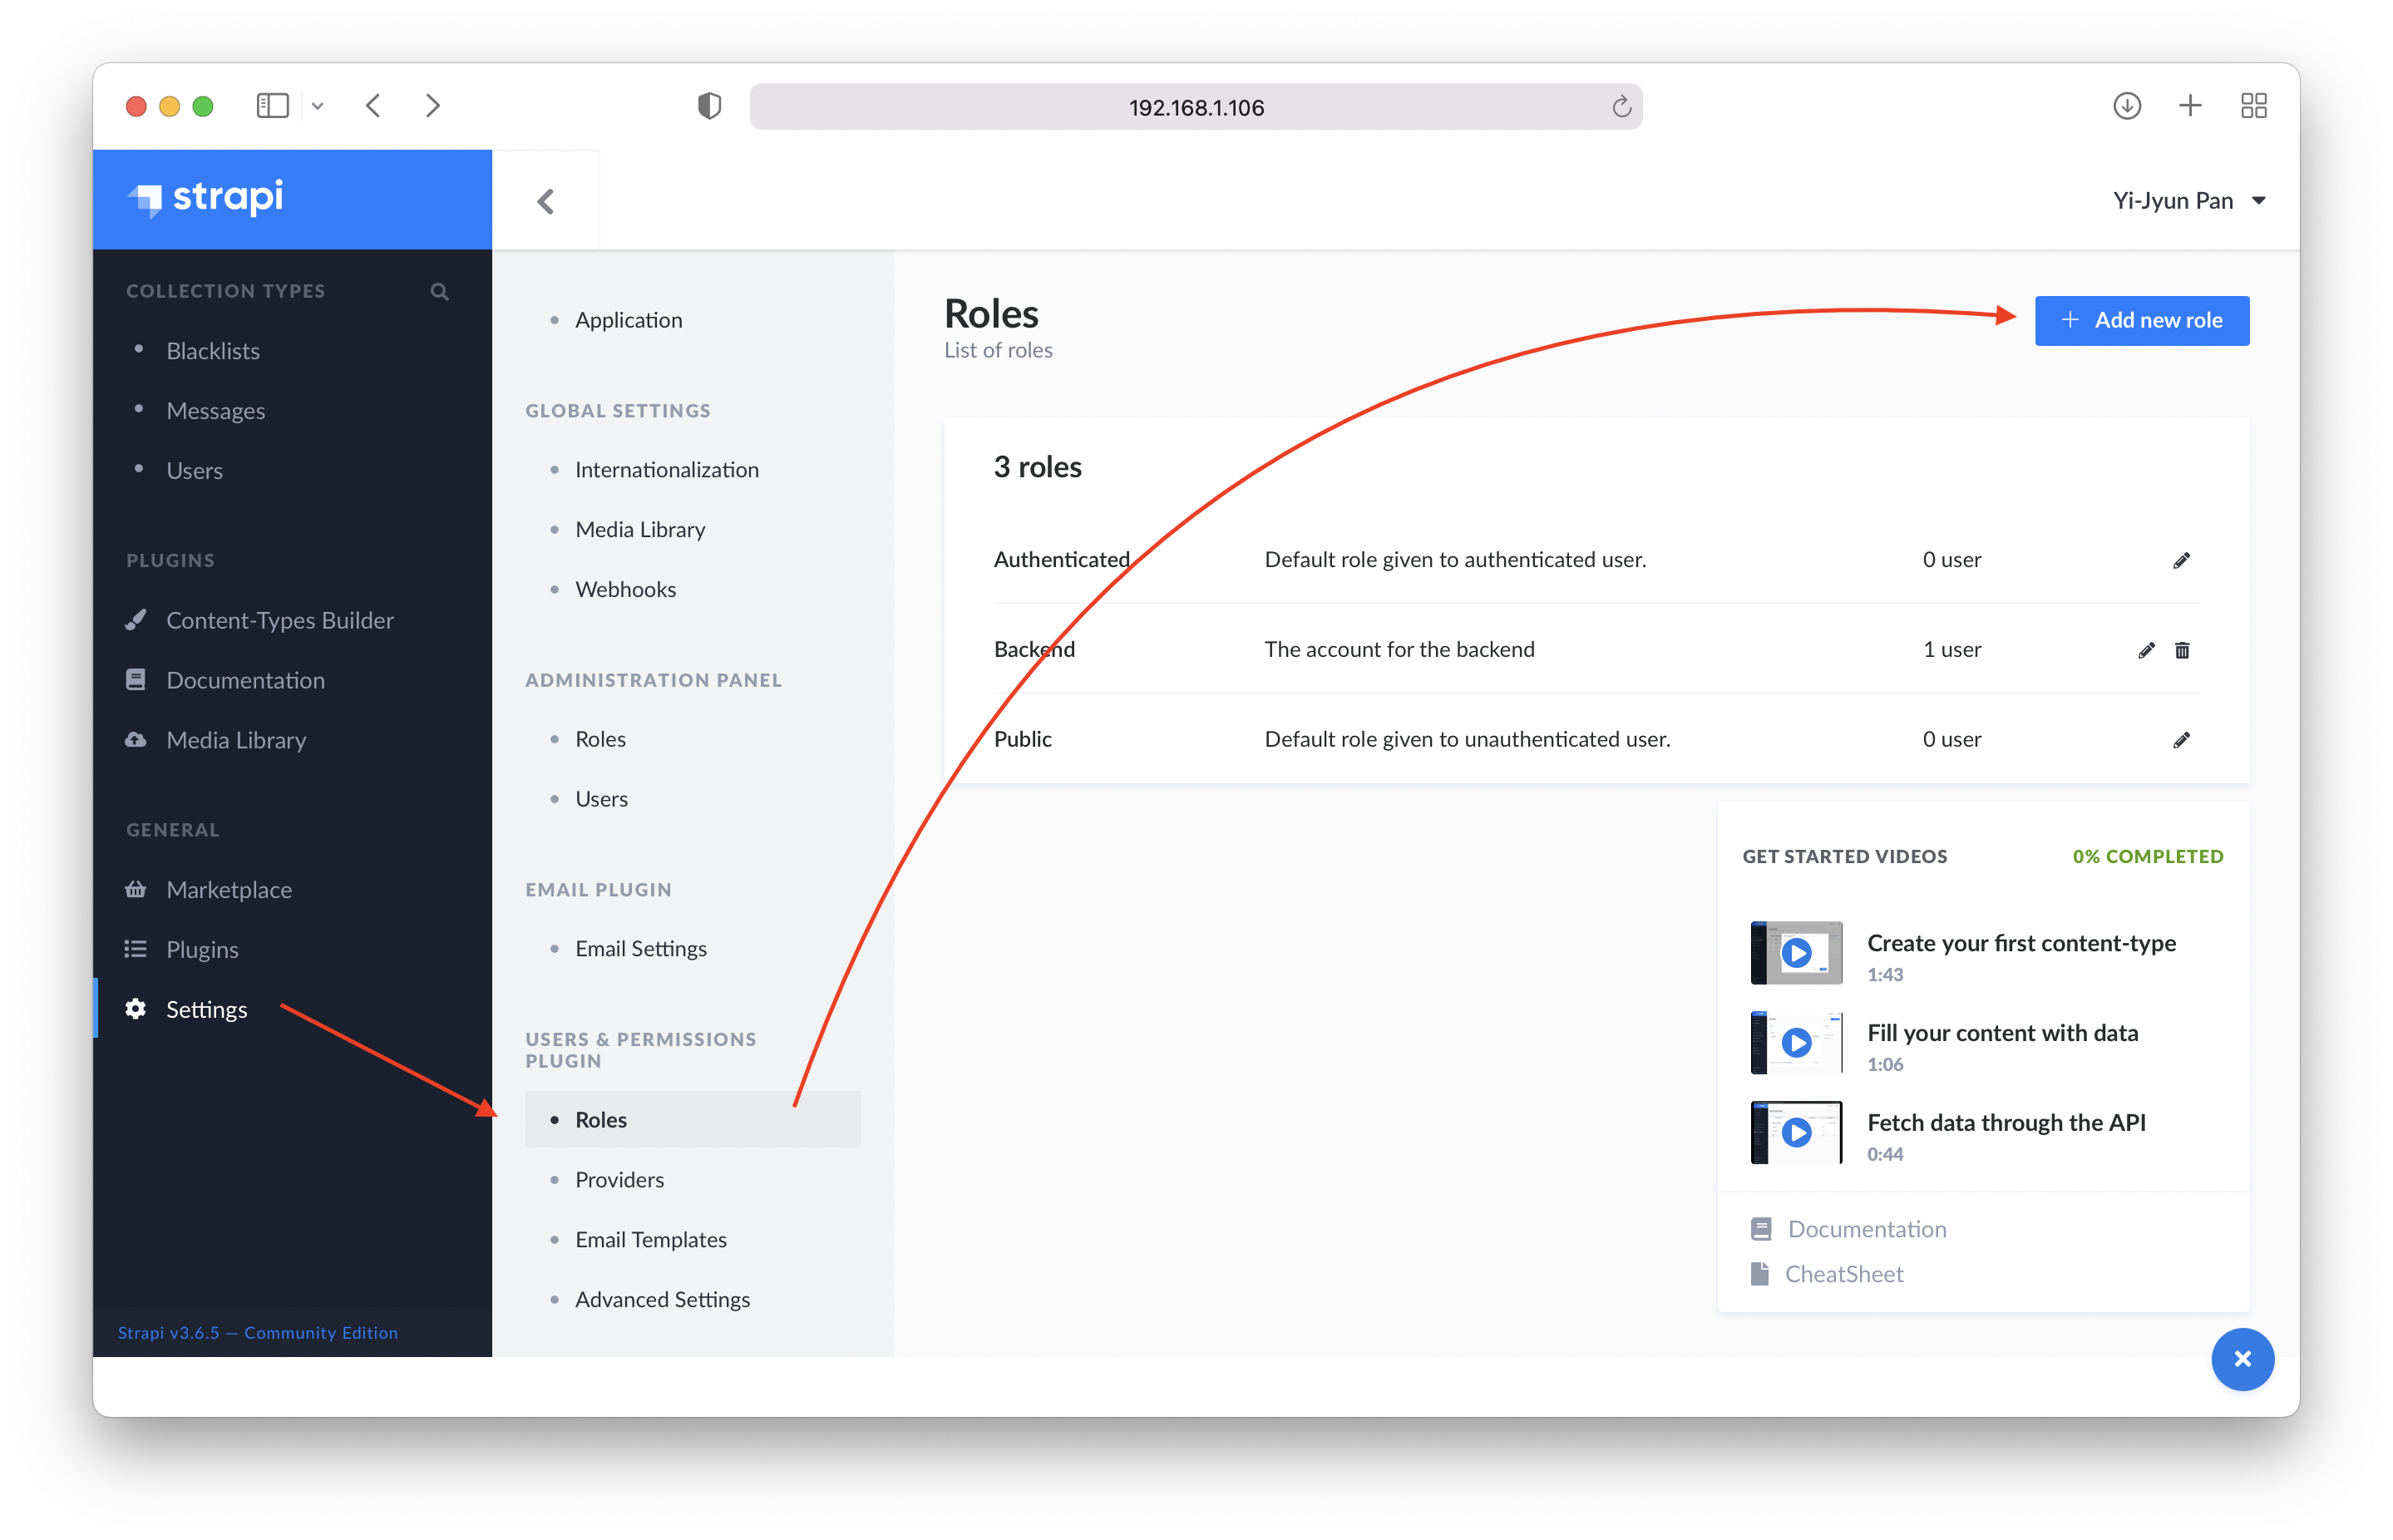 192.168.1.106
strapi
Yi-Jyun Pan
COLLECTION TYPES
Blacklists
Messages
Users
PLUGINS
Content-Types Builder
Documentation
Media Library
GENERAL
Marketplace
Plugins
Settings
Strapi v3.6.5 — Community Edition
Application
GLOBAL SETTINGS
Internationalization
Media Library
Webhooks
ADMINISTRATION PANEL
Roles
Users
EMAIL PLUGIN
Email Settings
USERS & PERMISSIONS
PLUGIN
Roles
Providers
Email Templates
Advanced Settings
Roles
List of roles
Add new role
3 roles
Authenticated Default role given to authenticated user. 0 user
Backend The account for the backend 1 user
Public Default role given to unauthenticated user. 0 user
GET STARTED VIDEOS 0% COMPLETED
Create your first content-type
1:43
Fill your content with data
1:06
Fetch data through the API
0:44
Documentation
CheatSheet